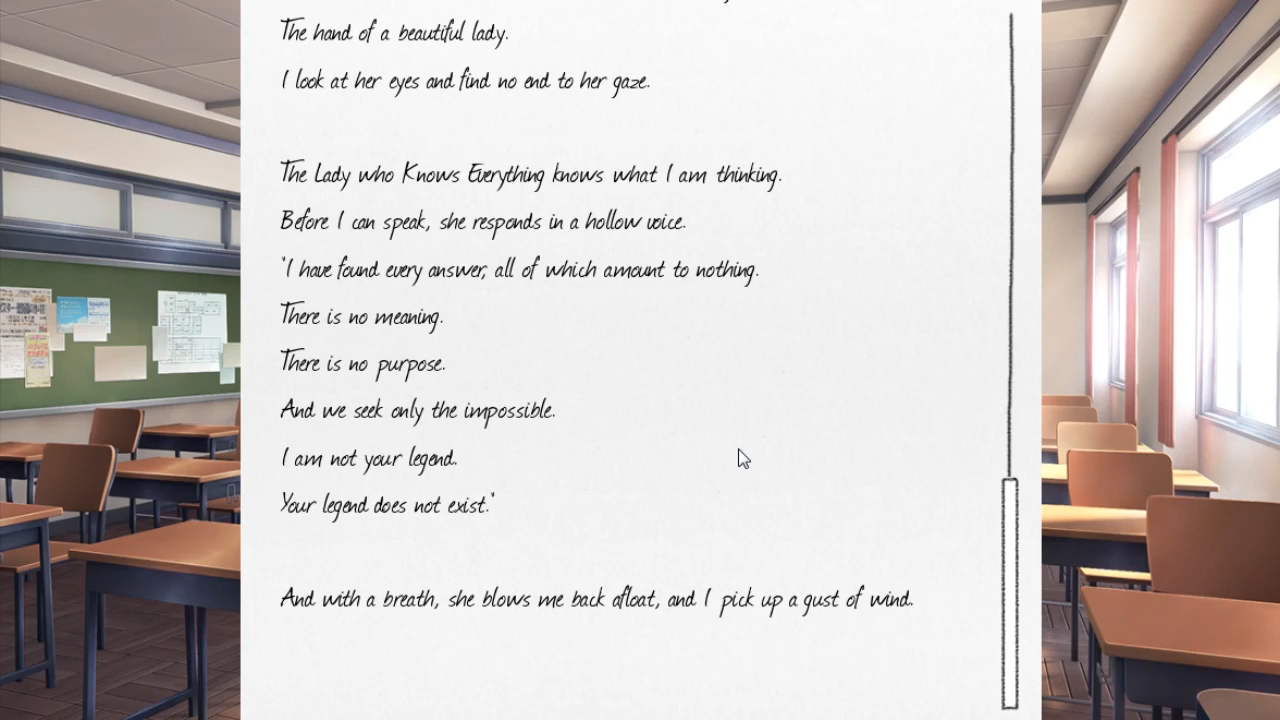 The hand of a beautiful lady.
I look at her eyes and find no end to her gaze.
The Lady who Knows Everything knows what I am thinking.
Before I can speak, she responds in a hollow voice.
"I have found every answer, all of which amount to nothing.
There is no meaning.
There is no purpose.
And we seek only the impossible.
I am not your legend.
Your legend does not exist."
And with a breath, she blows me back afloat, and I pick up a gust of wind.